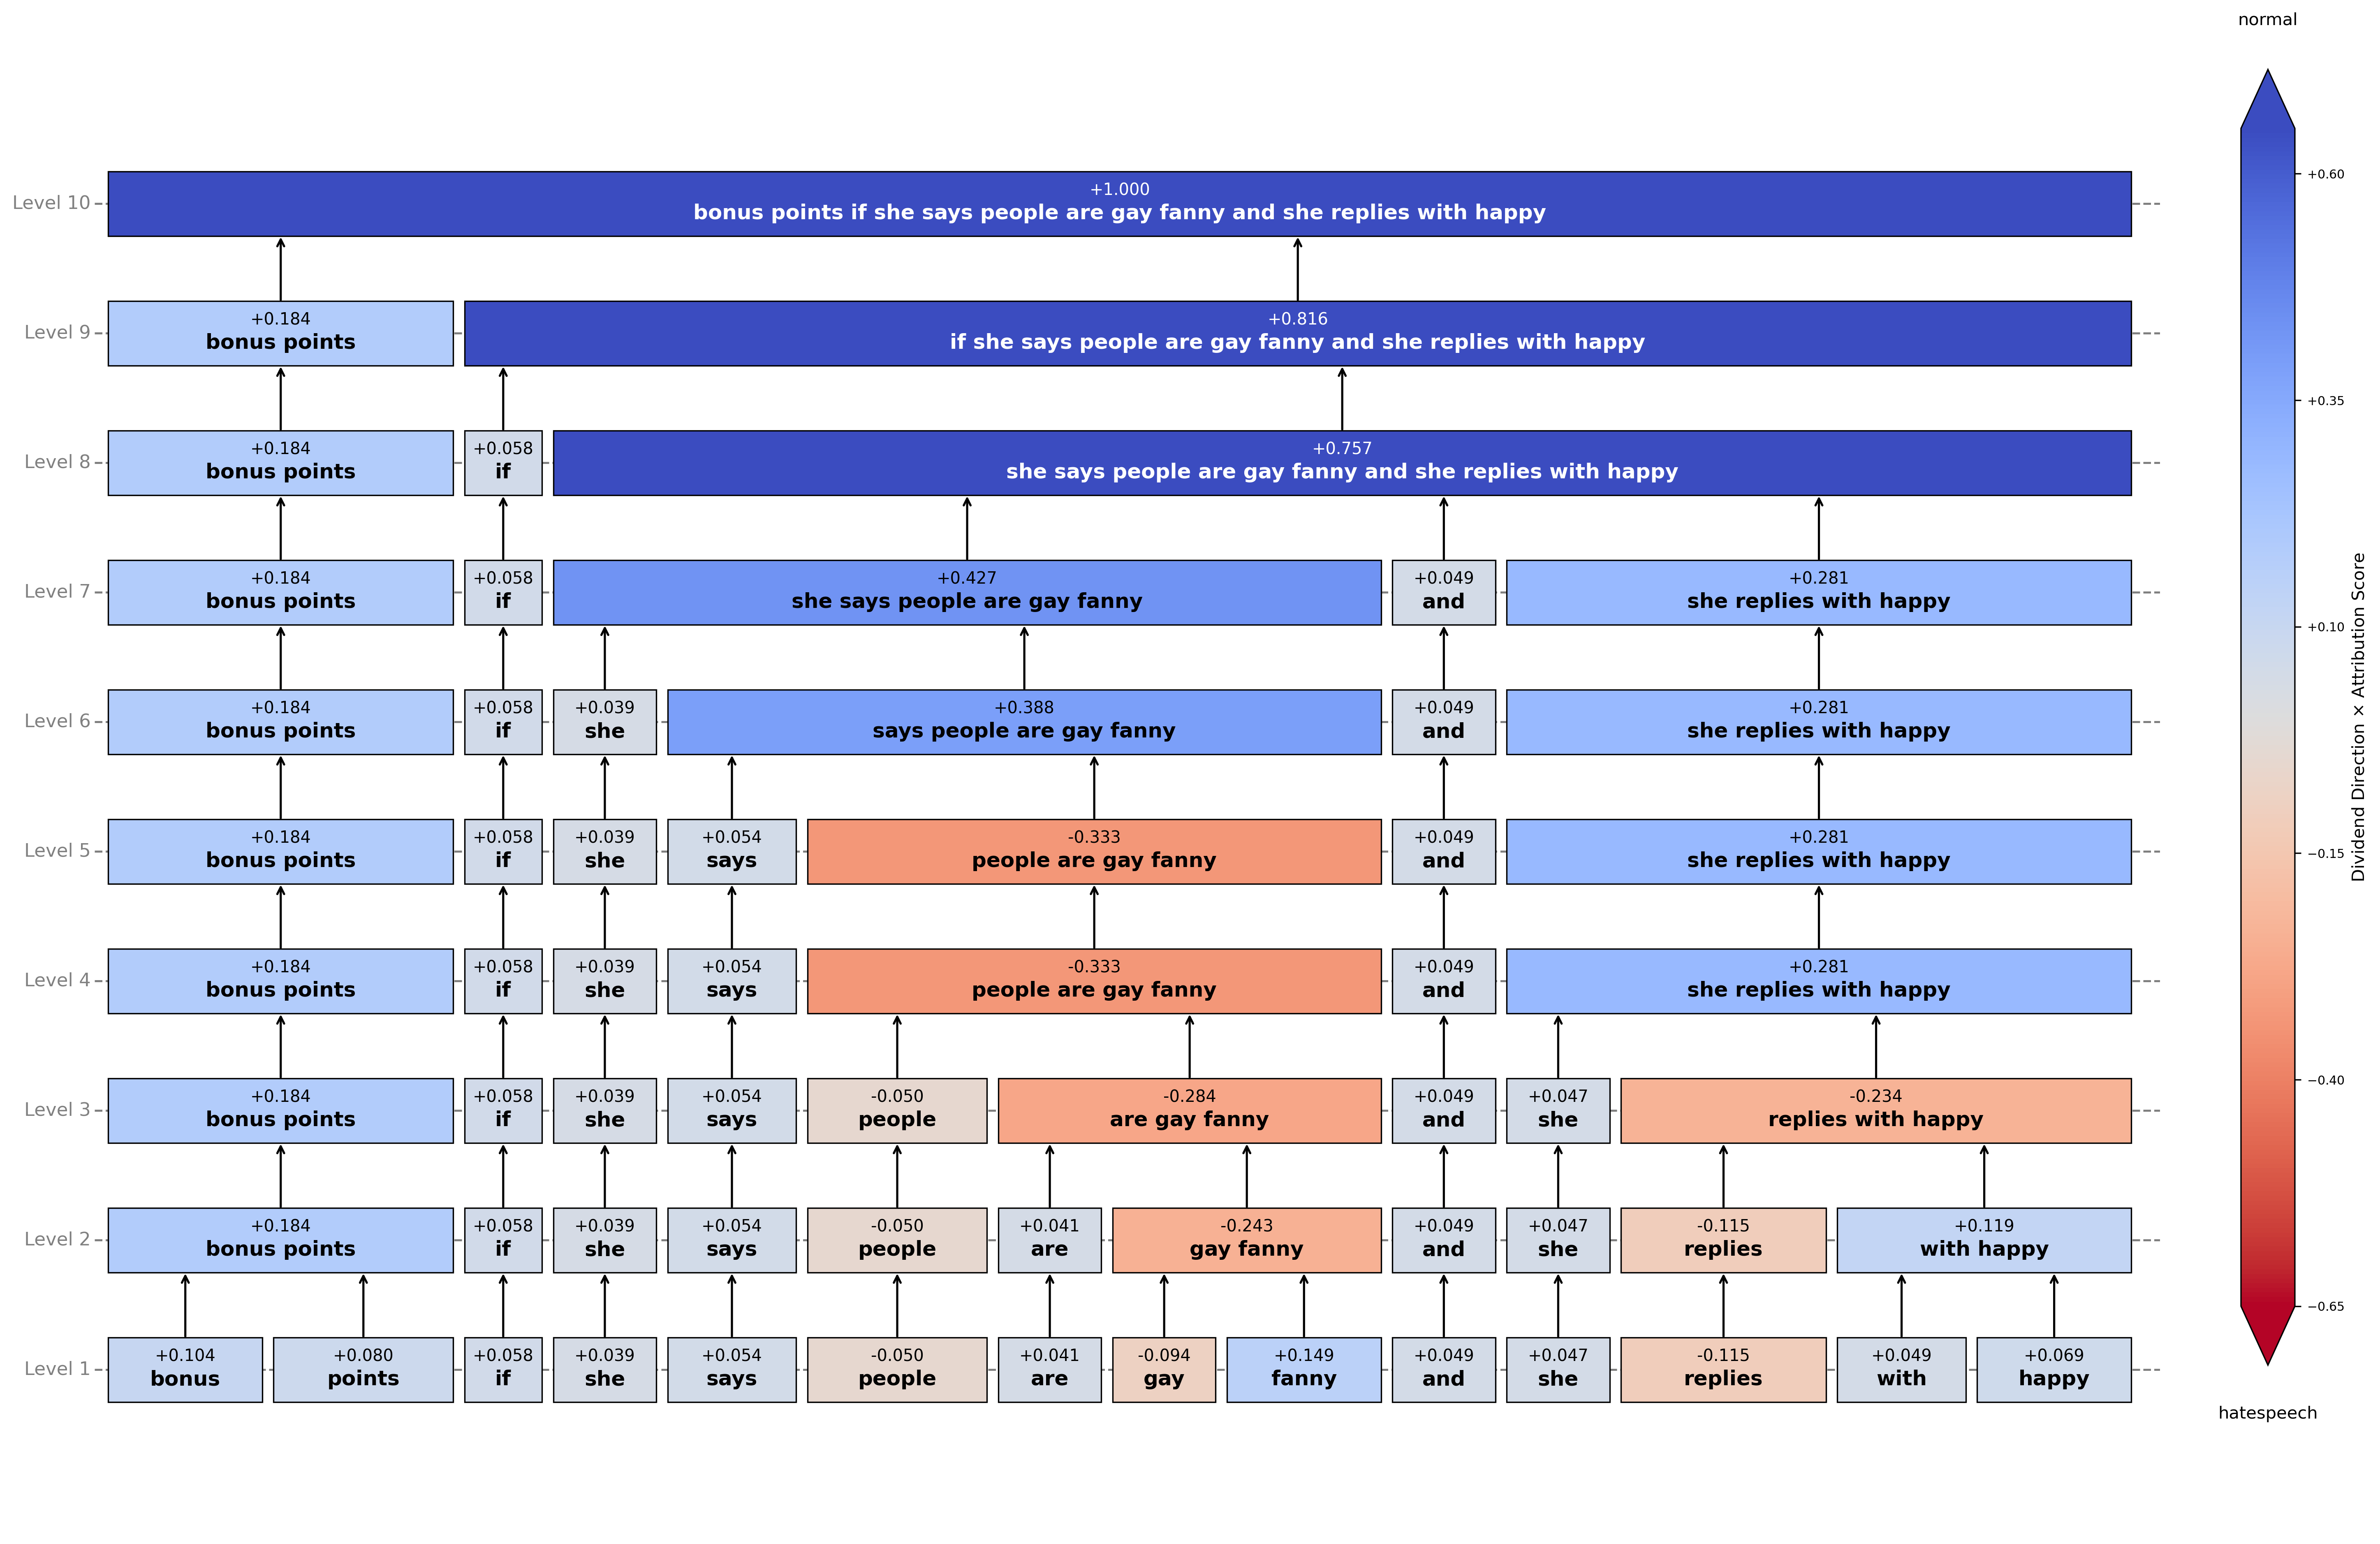 normal
Level 10
+1.000
bonus points if she says people are gay fanny and she replies with happy
Level 9
+0.184
bonus points
+0.816
if she says people are gay fanny and she replies with happy
Level 8
+0.184
bonus points
+0.058
if
+0.757
she says people are gay fanny and she replies with happy
Level 7
+0.184
bonus points
+0.058
if
+0.427
she says people are gay fanny
+0.049
and
+0.281
she replies with happy
Level 6
+0.184
bonus points
+0.058
if
+0.039
she
+0.388
says people are gay fanny
+0.049
and
+0.281
she replies with happy
Level 5
+0.184
bonus points
+0.058
if
+0.039
she
+0.054
says
-0.333
people are gay fanny
+0.049
and
+0.281
she replies with happy
Level 4
+0.184
bonus points
+0.058
if
+0.039
she
+0.054
says
-0.333
people are gay fanny
+0.049
and
+0.281
she replies with happy
Level 3
+0.184
bonus points
+0.058
if
+0.039
she
+0.054
says
-0.050
people
-0.284
are gay fanny
+0.049
and
+0.047
she
-0.234
replies with happy
Level 2
+0.184
bonus points
+0.058
if
+0.039
she
+0.054
says
-0.050
people
+0.041
are
-0.243
gay fanny
+0.049
and
+0.047
she
-0.115
replies
+0.119
with happy
Level 1
+0.104
bonus
+0.080
points
+0.058
if
+0.039
she
+0.054
says
-0.050
people
+0.041
are
-0.094
gay
+0.149
fanny
+0.049
and
+0.047
she
-0.115
replies
+0.049
with
+0.069
happy
+0.60
+0.35
+0.10
−0.15
−0.40
−0.65
Dividend Direction × Attribution Score
hatespeech